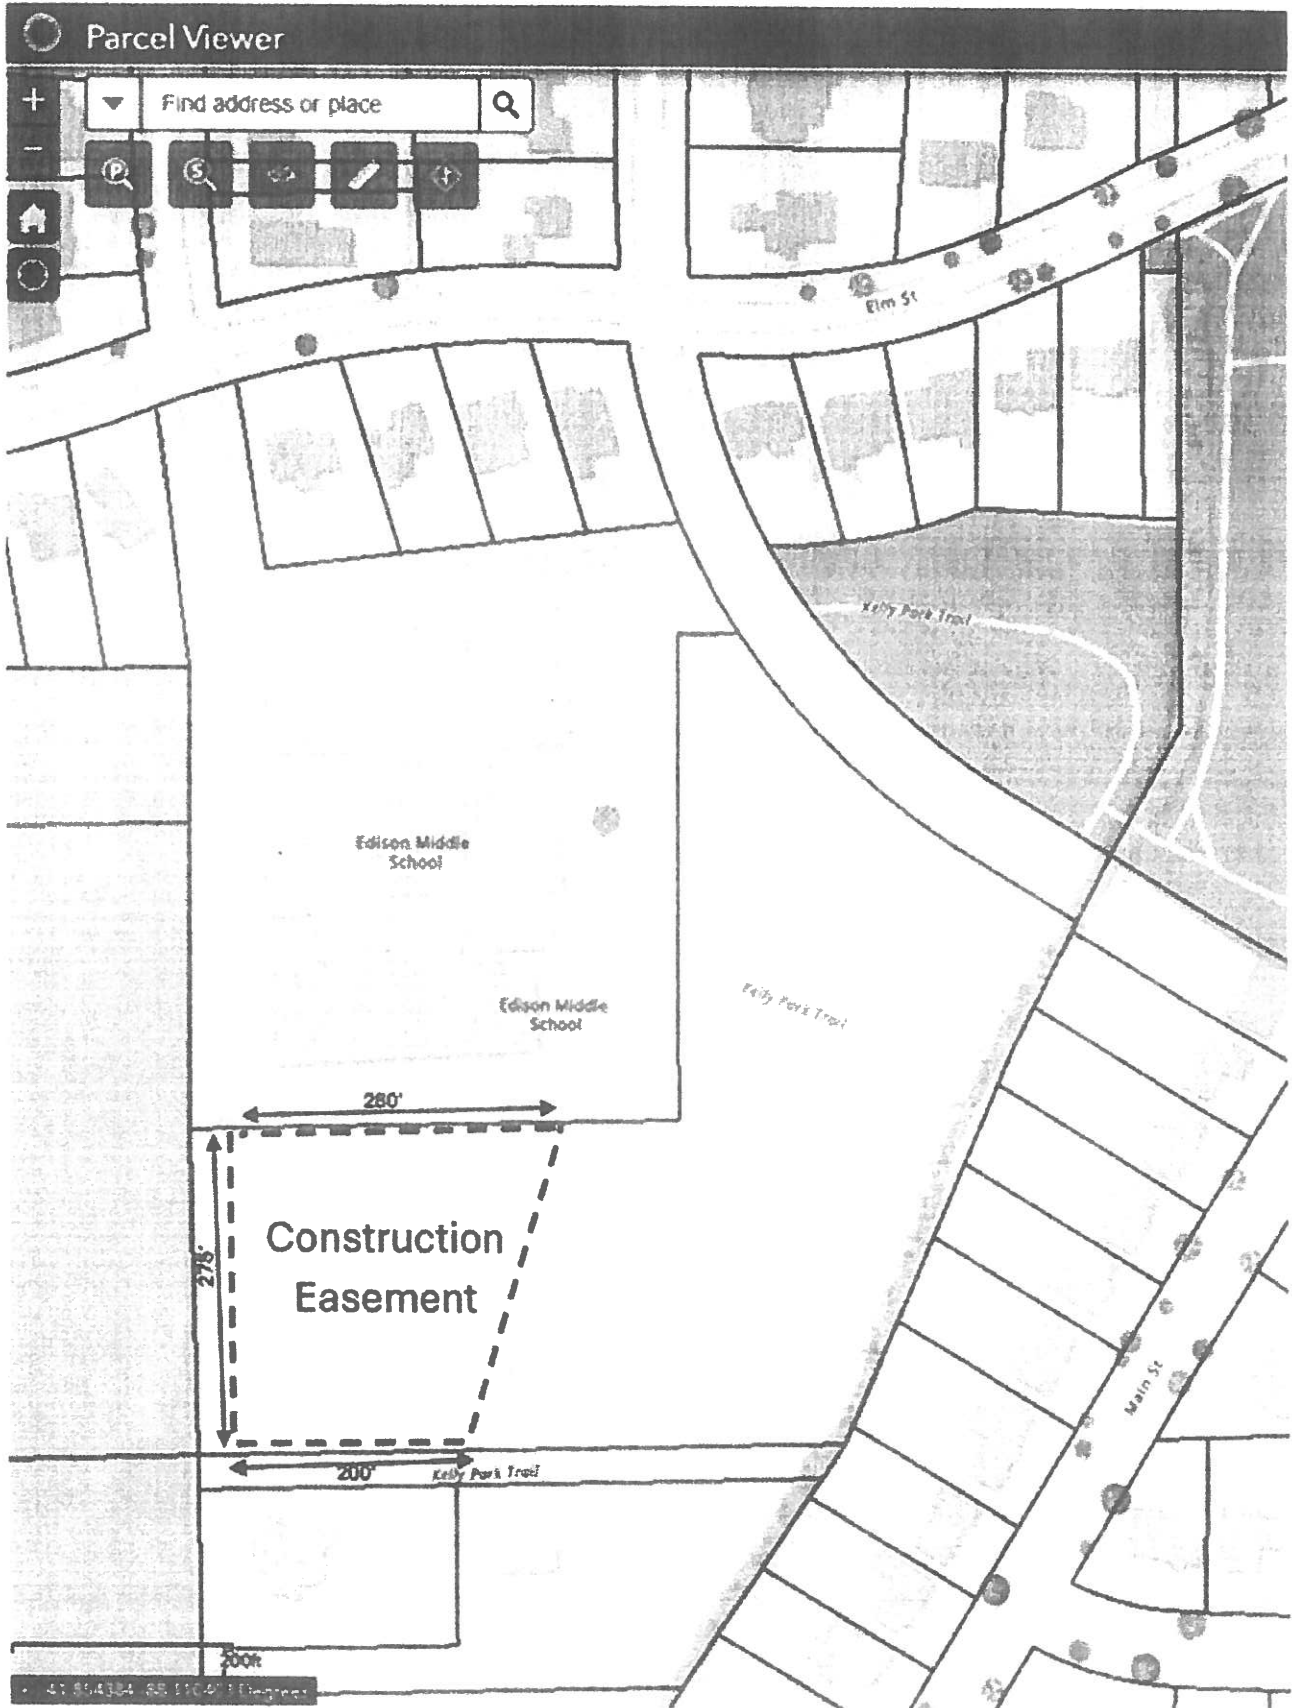 Parcel Viewer
+
Find address or place
−
P
S
Elm St
Kelly Park Trail
Edison Middle
School
Edison Middle
School
Kelly Park Trail
260'
275'
Construction
Easement
Main St
200'
Kelly Park Trail
200ft